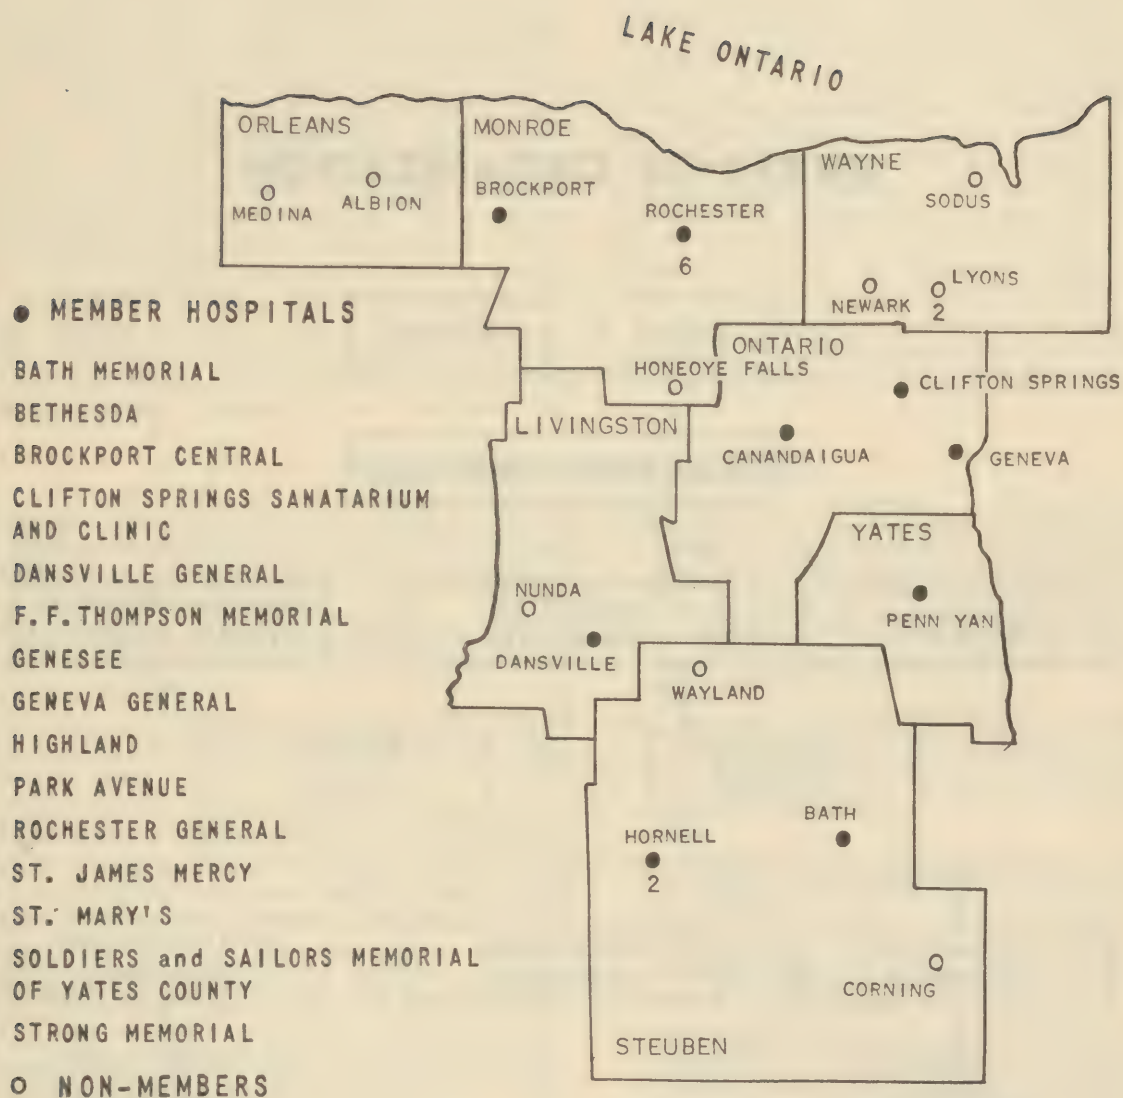 LAKE ONTARIO
ORLEANS
MONROE
WAYNE
MEDINA
ALBION
BROCKPORT
ROCHESTER
6
SODUS
NEWARK
LYONS
2
ONTARIO
HONEOYE FALLS
CLIFTON SPRINGS
LIVINGSTON
CANANDAIGUA
GENEVA
YATES
NUNDA
PENN YAN
DANSVILLE
WAYLAND
BATH
HORNELL
2
CORNING
STEUBEN
● MEMBER HOSPITALS
BATH MEMORIAL
BETHESDA
BROCKPORT CENTRAL
CLIFTON SPRINGS SANATARIUM
AND CLINIC
DANSVILLE GENERAL
F.F.THOMPSON MEMORIAL
GENESEE
GENEVA GENERAL
HIGHLAND
PARK AVENUE
ROCHESTER GENERAL
ST. JAMES MERCY
ST. MARY'S
SOLDIERS and SAILORS MEMORIAL
OF YATES COUNTY
STRONG MEMORIAL
○ NON-MEMBERS